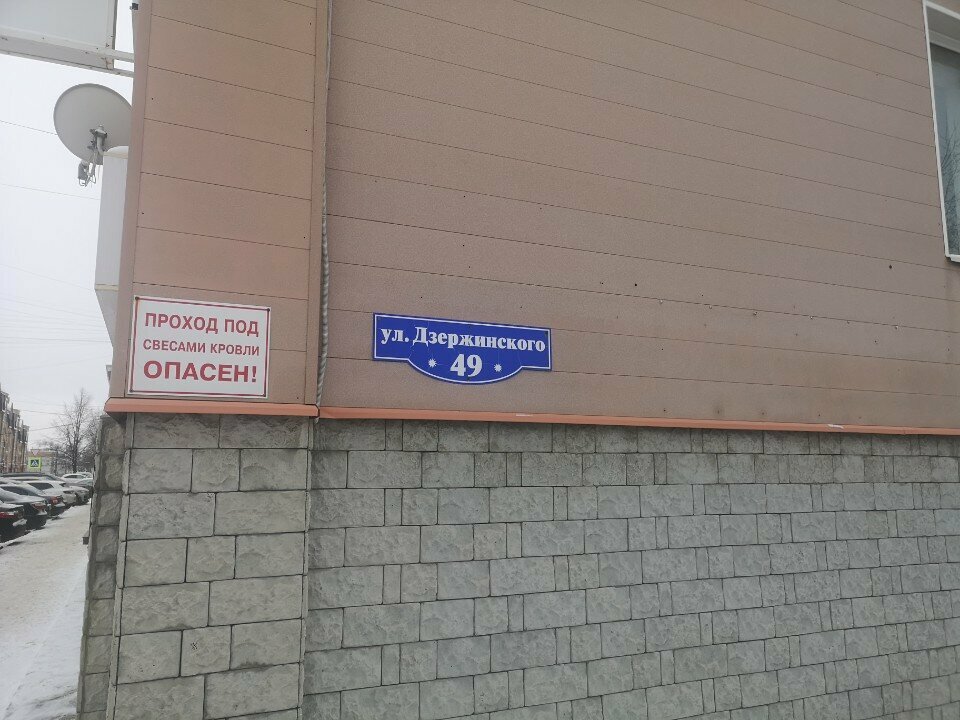 ПРОХОД ПОД
СВЕСАМИ КРОВЛИ
ОПАСЕН!
ул. Дзержинского
49